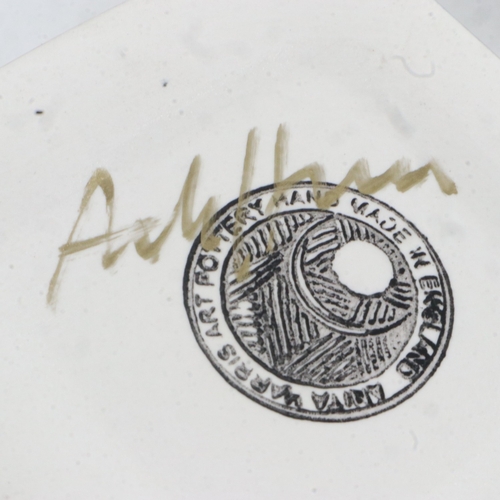 ANITA HARRIS ART POTTERY HAND MADE IN ENGLAND